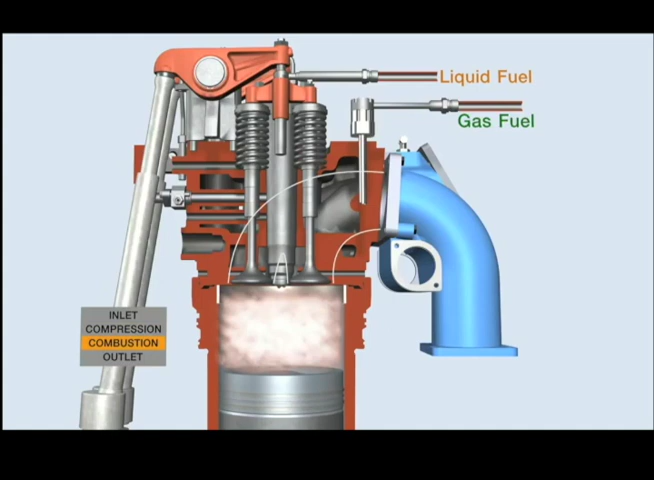 Liquid Fuel
Gas Fuel
INLET
COMPRESSION
COMBUSTION
OUTLET